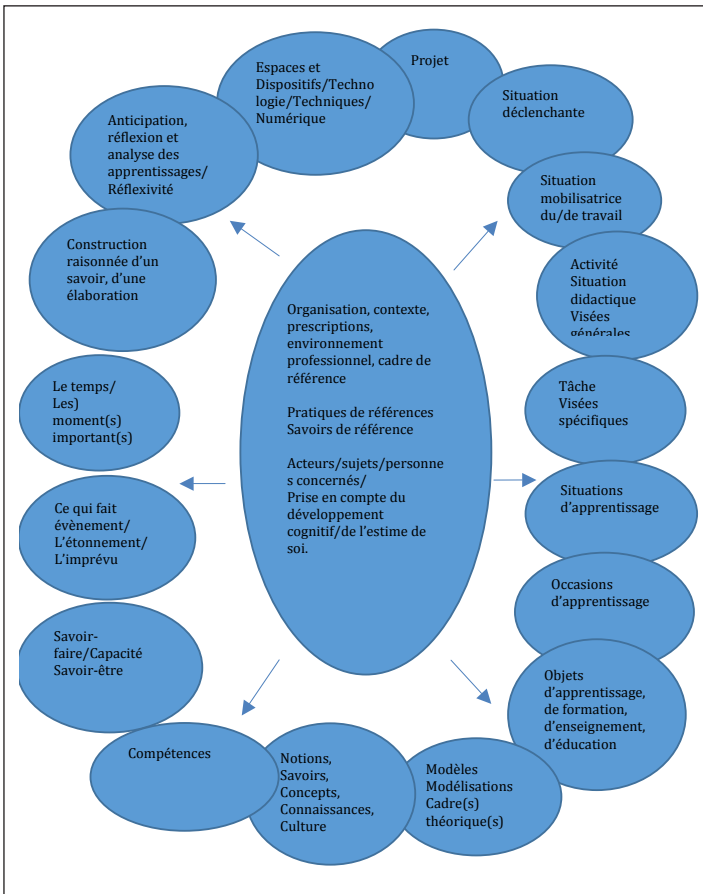 Espaces et
Dispositifs/Techno
logie/Techniques/
Numérique
Projet
Situation
déclenchante
Situation
mobilisatrice
du/de travail
Activité
Situation
didactique
Visées
générales
Tâche
Visées
spécifiques
Situations
d'apprentissage
Occasions
d'apprentissage
Objets
d'apprentissage,
de formation,
d'enseignement,
d'éducation
Modèles
Modélisations
Cadre(s)
théorique(s)
Notions,
Savoirs,
Concepts,
Connaissances,
Culture
Compétences
Savoir-
faire/Capacité
Savoir-être
Ce qui fait
évènement/
L'étonnement/
L'imprévu
Le temps/
Les)
moment(s)
important(s)
Construction
raisonnée d'un
savoir, d'une
élaboration
Anticipation,
réflexion et
analyse des
apprentissages/
Réflexivité
Organisation, contexte,
prescriptions,
environnement
professionnel, cadre de
référence
Pratiques de références
Savoirs de référence
Acteurs/sujets/personne
s concernés/
Prise en compte du
développement
cognitif/de l'estime de
soi.